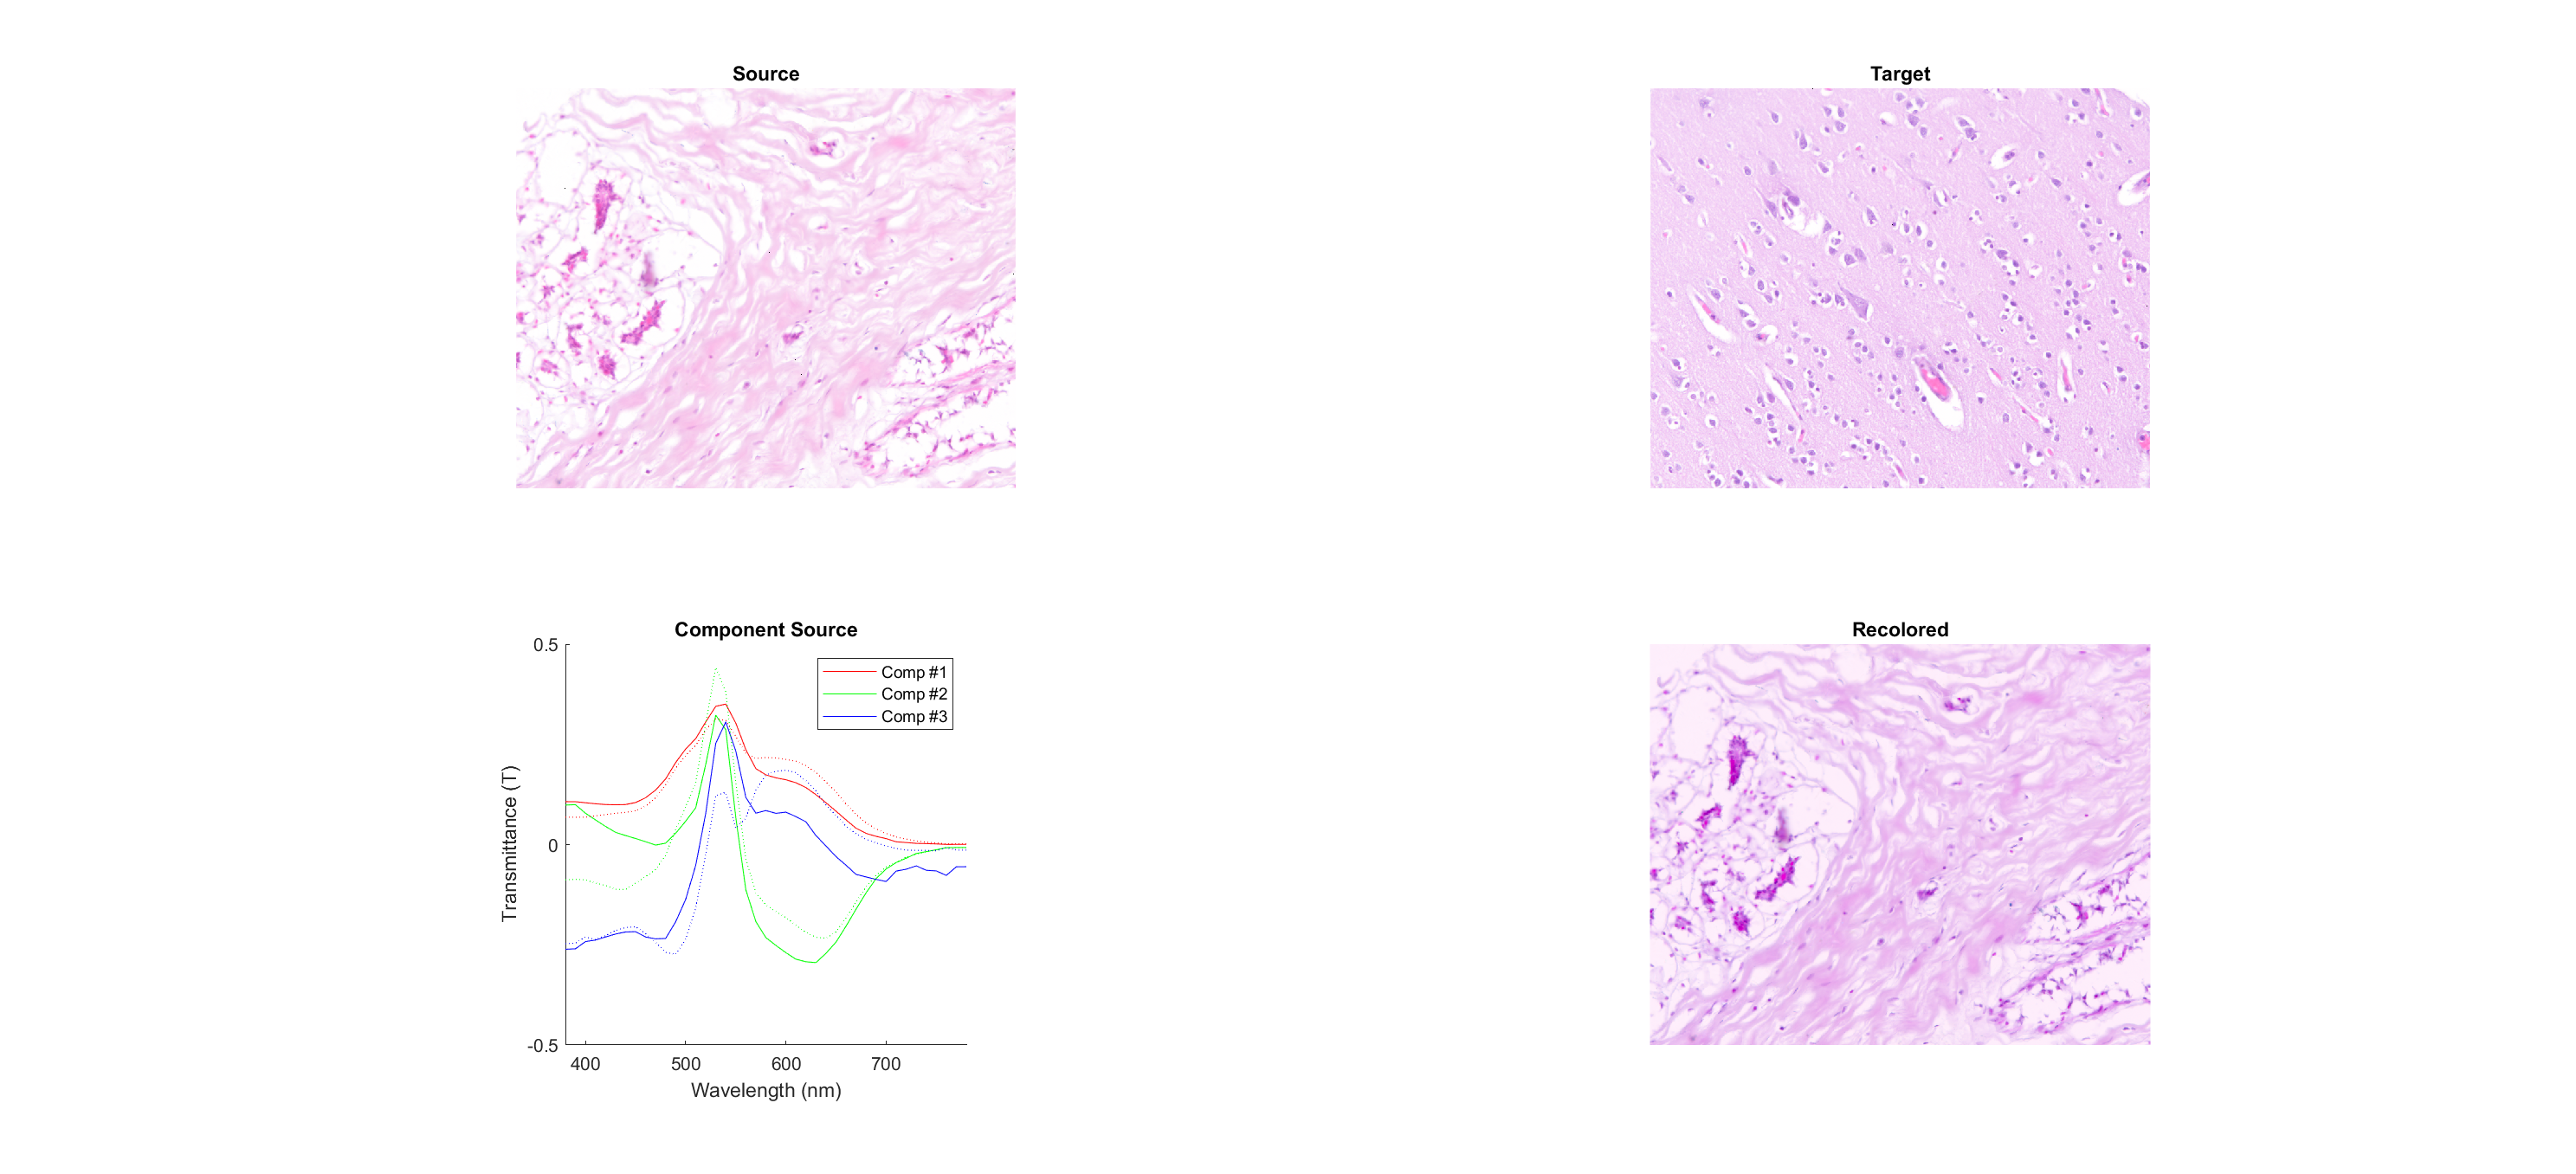 Source
Target
Component Source
0.5
0
-0.5
Transmittance (T)
Comp #1
Comp #2
Comp #3
400 500 600 700
Wavelength (nm)
Recolored